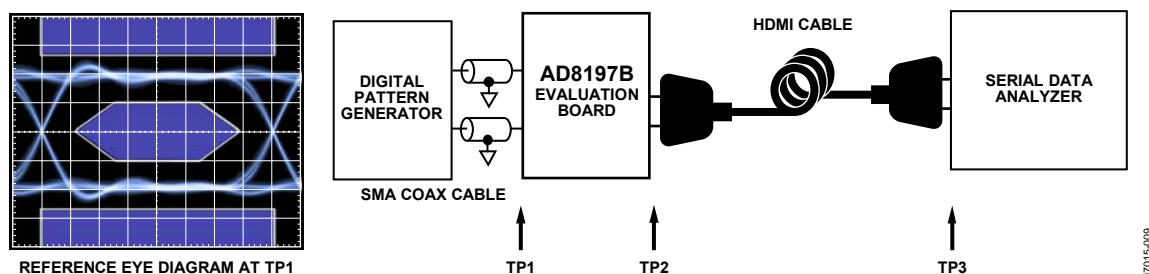 HDMI CABLE
DIGITAL
PATTERN
GENERATOR
AD8197B
EVALUATION
BOARD
SERIAL DATA
ANALYZER
SMA COAX CABLE
REFERENCE EYE DIAGRAM AT TP1
TP1
TP2
TP3
07015-009